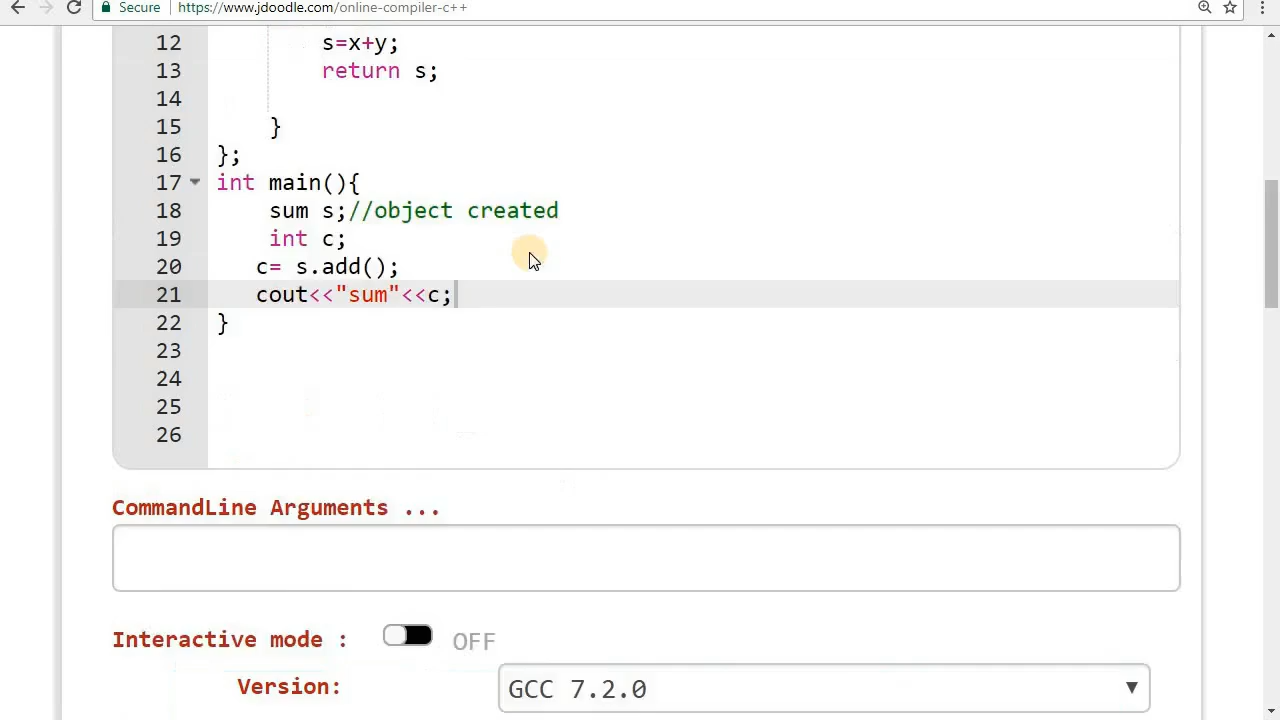 Secure https://www.jdoodle.com/online-compiler-c++
12 s=x+y;
13 return s;
14
15 }
16 };
17 int main(){
18 sum s;//object created
19 int c;
20 c= s.add();
21 cout<<"sum"<<c;
22 }
23
24
25
26
CommandLine Arguments ...
Interactive mode : OFF
Version: GCC 7.2.0